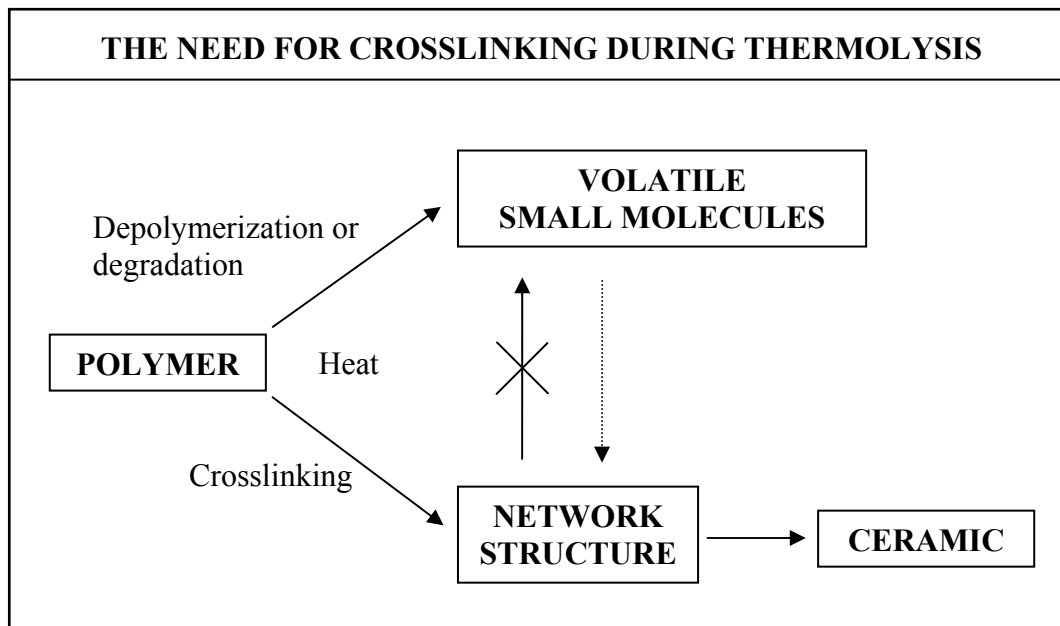 THE NEED FOR CROSSLINKING DURING THERMOLYSIS
VOLATILE
SMALL MOLECULES
Depolymerization or
degradation
POLYMER
Heat
Crosslinking
NETWORK
STRUCTURE
CERAMIC